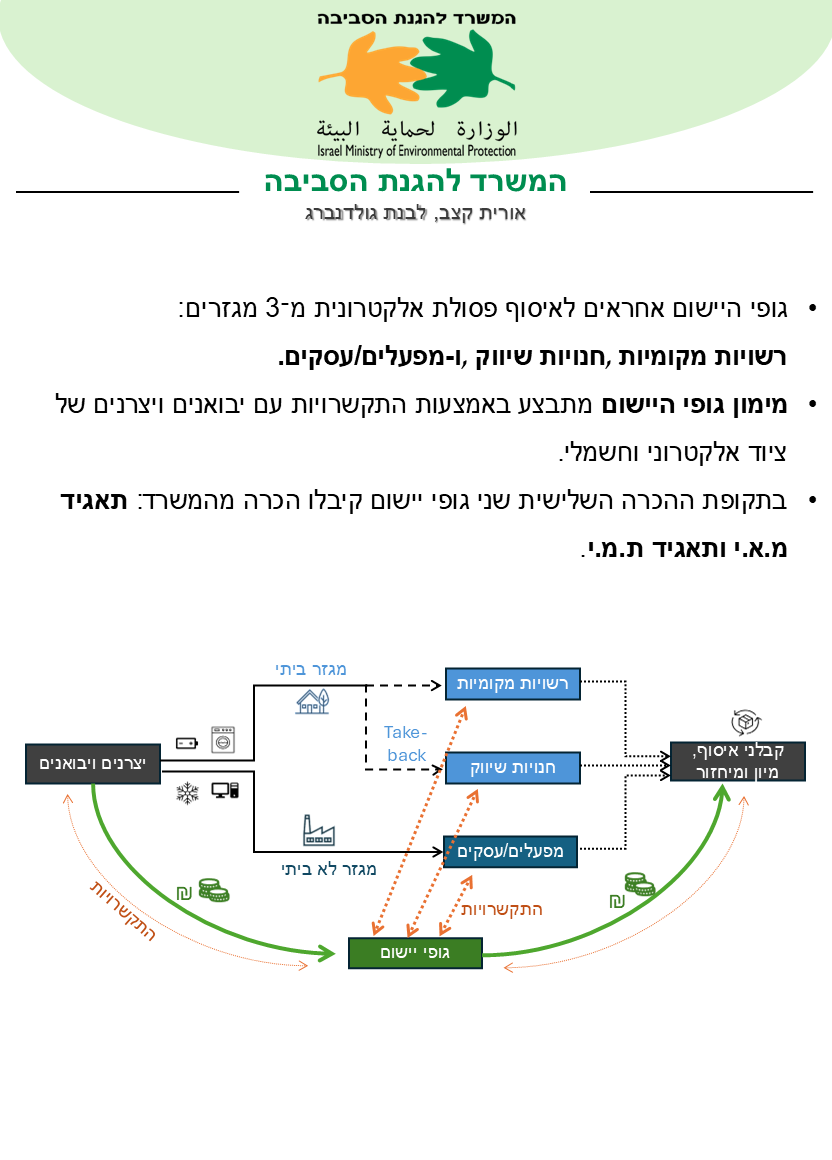 המשרד להגנת הסביבה
الوزارة لحماية البيئة
Israel Ministry of Environmental Protection
המשרד להגנת הסביבה
אורית קצב, לבנת גולדנברג
• גופי היישום אחראים לאיסוף פסולת אלקטרונית מ־3 מגזרים:
רשויות מקומיות ,חנויות שיווק ,ו-מפעלים/עסקים.
• מימון גופי היישום מתבצע באמצעות התקשרויות עם יבואנים ויצרנים של
ציוד אלקטרוני וחשמלי.
• בתקופת ההכרה השלישית שני גופי יישום קיבלו הכרה מהמשרד: תאגיד
מ.א.י ותאגיד ת.מ.י.
מגזר ביתי
רשויות מקומיות
Take-
back
חנויות שיווק
יצרנים ויבואנים
קבלני איסוף,
מיון ומיחזור
מפעלים/עסקים
מגזר לא ביתי
התקשרויות
₪
התקשרויות
₪
גופי יישום